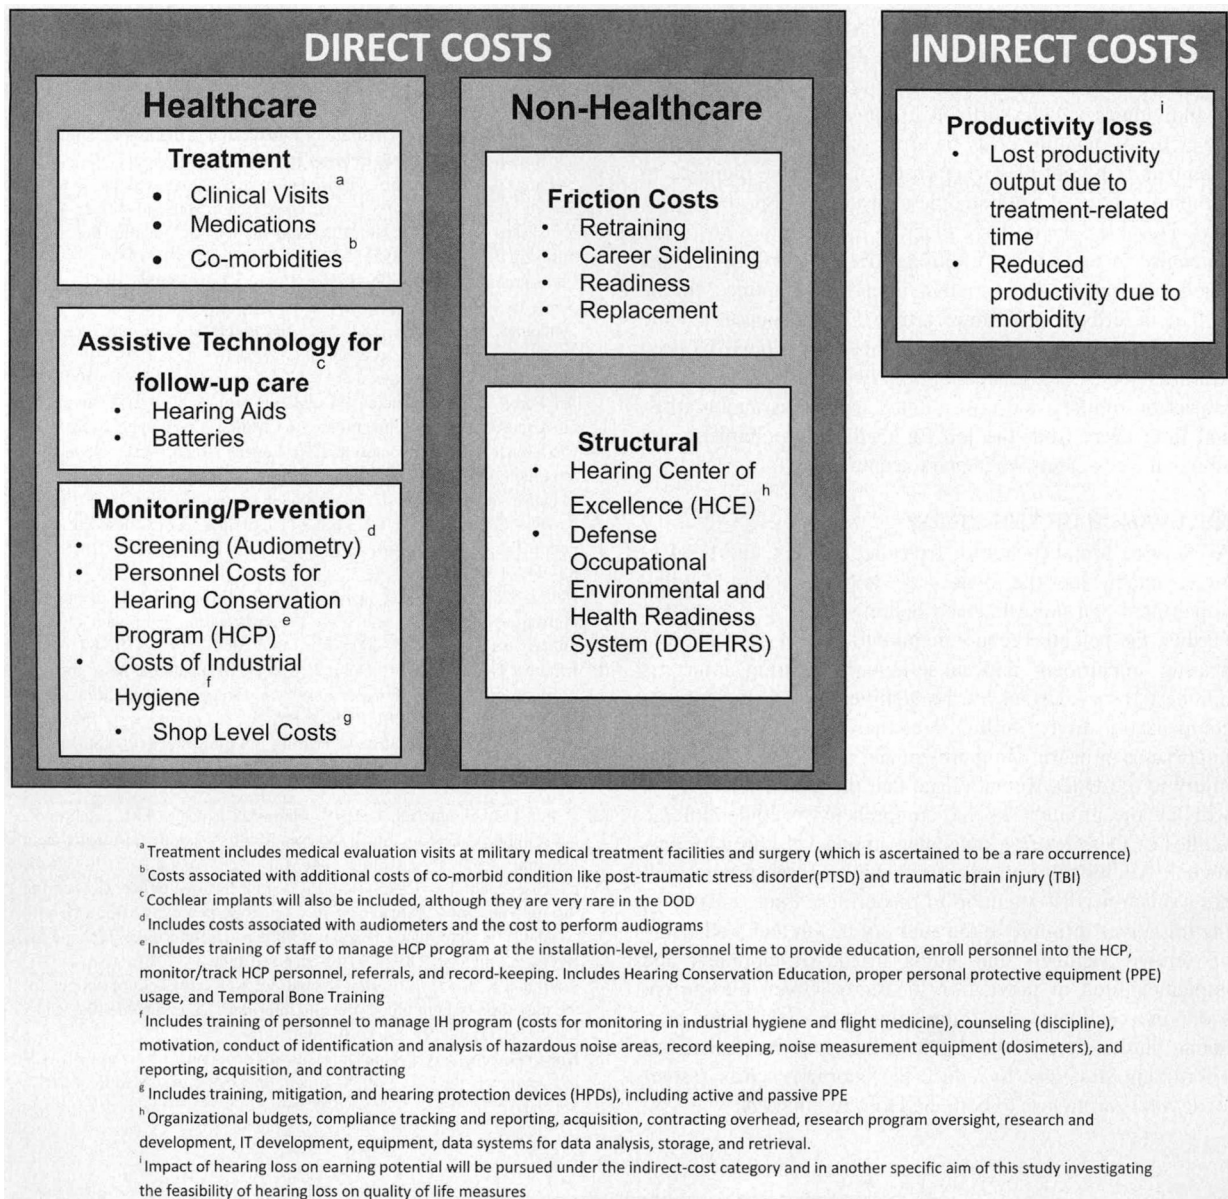 DIRECT COSTS
Healthcare
Treatment
• Clinical Visits a
• Medications
• Co-morbidities b
Assistive Technology for
follow-up care c
• Hearing Aids
• Batteries
Monitoring/Prevention
• Screening (Audiometry) d
• Personnel Costs for
Hearing Conservation
Program (HCP) e
• Costs of Industrial
Hygiene f
• Shop Level Costs g
Non-Healthcare
Friction Costs
• Retraining
• Career Sidelining
• Readiness
• Replacement
Structural
• Hearing Center of
Excellence (HCE) h
• Defense
Occupational
Environmental and
Health Readiness
System (DOEHRS)
INDIRECT COSTS
Productivity loss i
• Lost productivity
output due to
treatment-related
time
• Reduced
productivity due to
morbidity
a Treatment includes medical evaluation visits at military medical treatment facilities and surgery (which is ascertained to be a rare occurrence)
b Costs associated with additional costs of co-morbid condition like post-traumatic stress disorder(PTSD) and traumatic brain injury (TBI)
c Cochlear implants will also be included, although they are very rare in the DOD
d Includes costs associated with audiometers and the cost to perform audiograms
e Includes training of staff to manage HCP program at the installation-level, personnel time to provide education, enroll personnel into the HCP,
monitor/track HCP personnel, referrals, and record-keeping. Includes Hearing Conservation Education, proper personal protective equipment (PPE)
usage, and Temporal Bone Training
f Includes training of personnel to manage IH program (costs for monitoring in industrial hygiene and flight medicine), counseling (discipline),
motivation, conduct of identification and analysis of hazardous noise areas, record keeping, noise measurement equipment (dosimeters), and
reporting, acquisition, and contracting
g Includes training, mitigation, and hearing protection devices (HPDs), including active and passive PPE
h Organizational budgets, compliance tracking and reporting, acquisition, contracting overhead, research program oversight, research and
development, IT development, equipment, data systems for data analysis, storage, and retrieval.
i Impact of hearing loss on earning potential will be pursued under the indirect-cost category and in another specific aim of this study investigating
the feasibility of hearing loss on quality of life measures